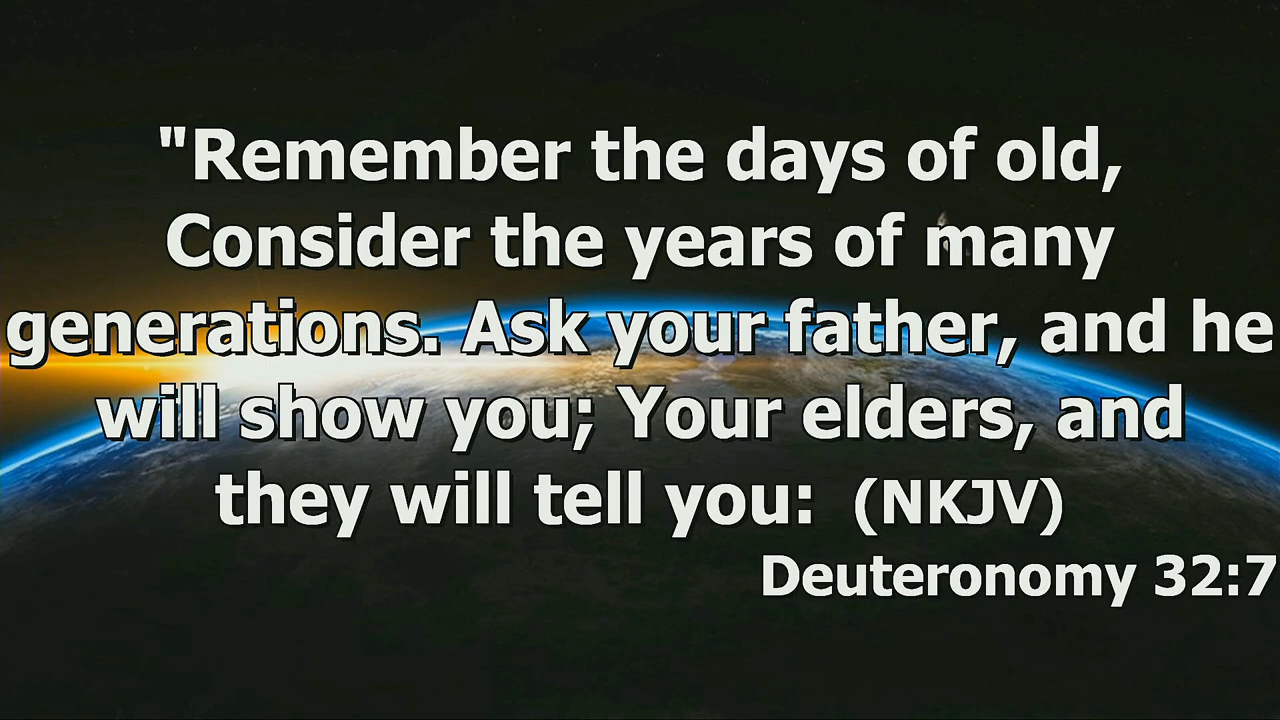 "Remember the days of old,
Consider the years of many
generations. Ask your father, and he
will show you; Your elders, and
they will tell you:  (NKJV)
Deuteronomy 32:7